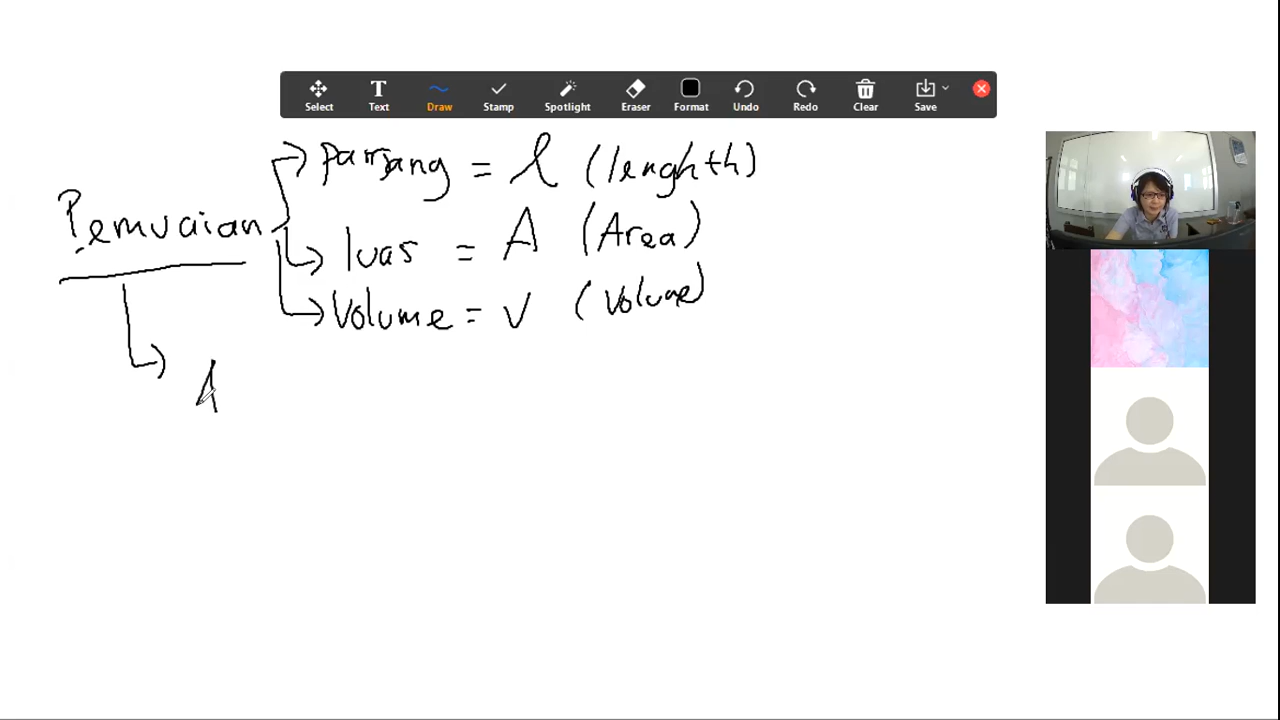 Select Text Draw Stamp Spotlight Eraser Format Undo Redo Clear Save
panjang = l (lenghth)
Pemuaian
luas = A (Area)
Volume = V (Volume)